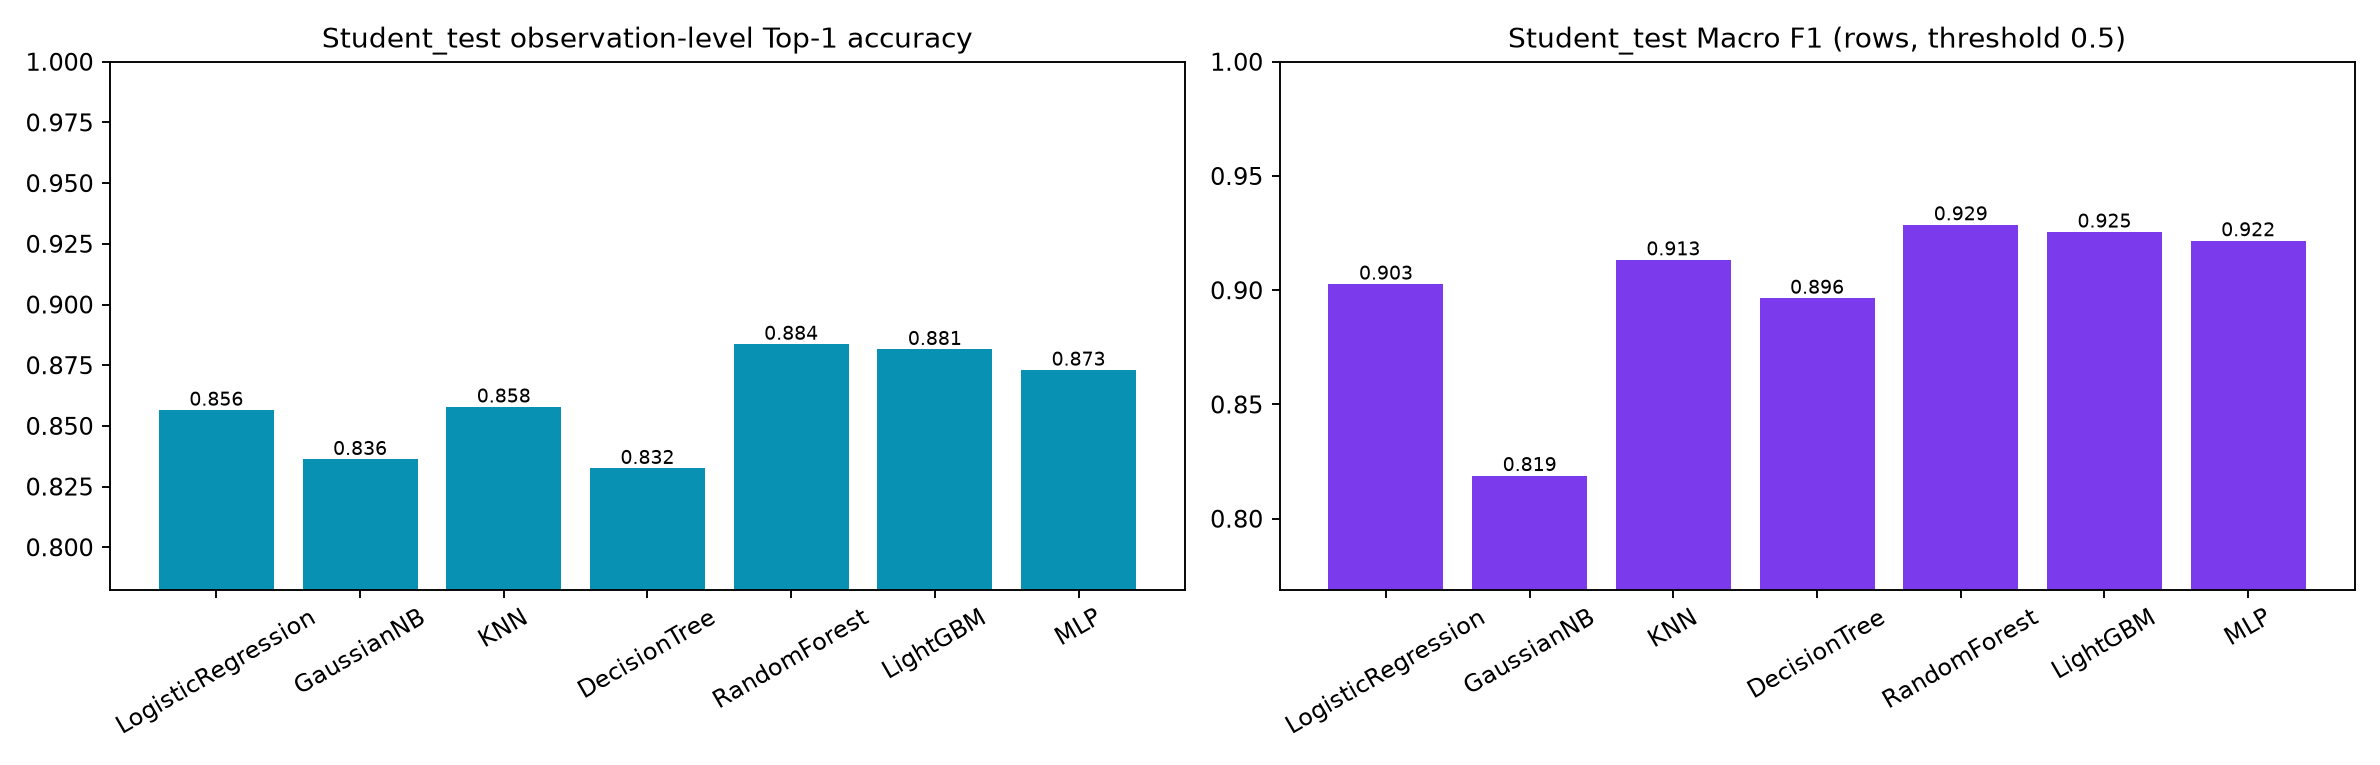 Student_test observation-level Top-1 accuracy
1.000
0.975
0.950
0.925
0.900
0.875
0.850
0.825
0.800
0.856
0.836
0.858
0.832
0.884
0.881
0.873
LogisticRegression
GaussianNB
KNN
DecisionTree
RandomForest
LightGBM
MLP
Student_test Macro F1 (rows, threshold 0.5)
1.00
0.95
0.90
0.85
0.80
0.903
0.819
0.913
0.896
0.929
0.925
0.922
LogisticRegression
GaussianNB
KNN
DecisionTree
RandomForest
LightGBM
MLP